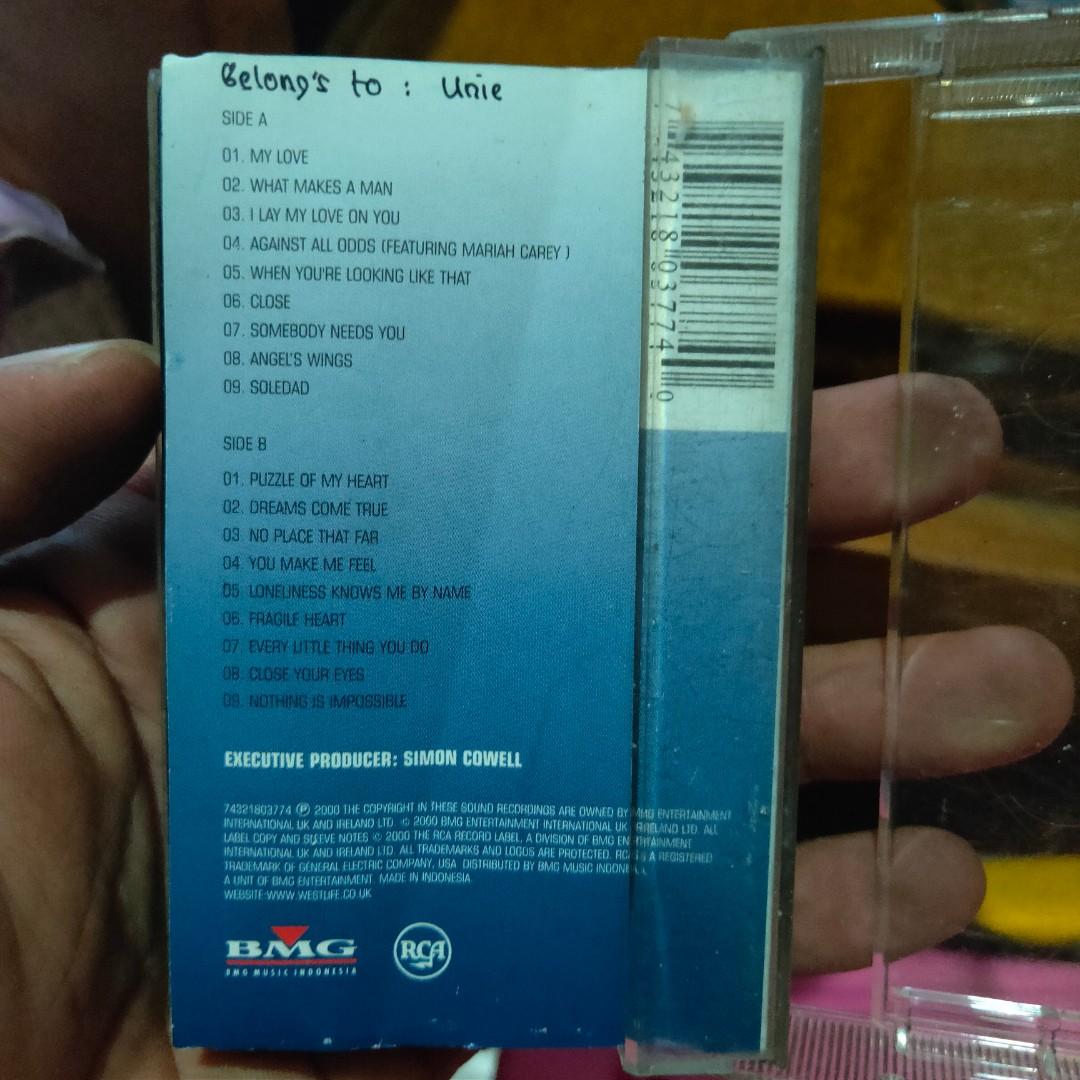 Belong's to : Unie
SIDE A
01. MY LOVE
02. WHAT MAKES A MAN
03. I LAY MY LOVE ON YOU
04. AGAINST ALL ODDS (FEATURING MARIAH CAREY )
05. WHEN YOU'RE LOOKING LIKE THAT
06. CLOSE
07. SOMEBODY NEEDS YOU
08. ANGEL'S WINGS
09. SOLEDAD
SIDE B
01. PUZZLE OF MY HEART
02. DREAMS COME TRUE
03. NO PLACE THAT FAR
04. YOU MAKE ME FEEL
05. LONELINESS KNOWS ME BY NAME
06. FRAGILE HEART
07. EVERY LITTLE THING YOU DO
08. CLOSE YOUR EYES
09. NOTHING IS IMPOSSIBLE
EXECUTIVE PRODUCER: SIMON COWELL
74321803774 ℗ 2000 THE COPYRIGHT IN THESE SOUND RECORDINGS ARE OWNED BY BMG ENTERTAINMENT
INTERNATIONAL UK AND IRELAND LTD. © 2000 BMG ENTERTAINMENT INTERNATIONAL UK IRELAND LTD. ALL
LABEL COPY AND SLEEVE NOTES © 2000 THE RCA RECORD LABEL, A DIVISION OF BMG ENTERTAINMENT
INTERNATIONAL UK AND IRELAND LTD. ALL TRADEMARKS AND LOGOS ARE PROTECTED. RCA IS A REGISTERED
TRADEMARK OF GENERAL ELECTRIC COMPANY, USA. DISTRIBUTED BY BMG MUSIC INDONESIA,
A UNIT OF BMG ENTERTAINMENT. MADE IN INDONESIA.
WEBSITE:WWW.WESTLIFE.CO.UK
BMG
BMG MUSIC INDONESIA
RCA
7 43218 03774 0